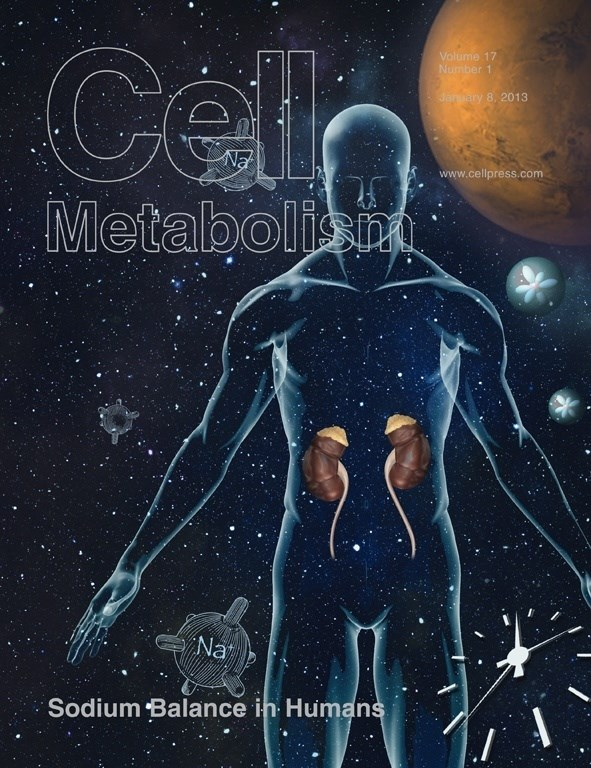 Cell
Metabolism
Volume 17
Number 1
January 8, 2013
www.cellpress.com
Na+
Na+
Sodium Balance in Humans